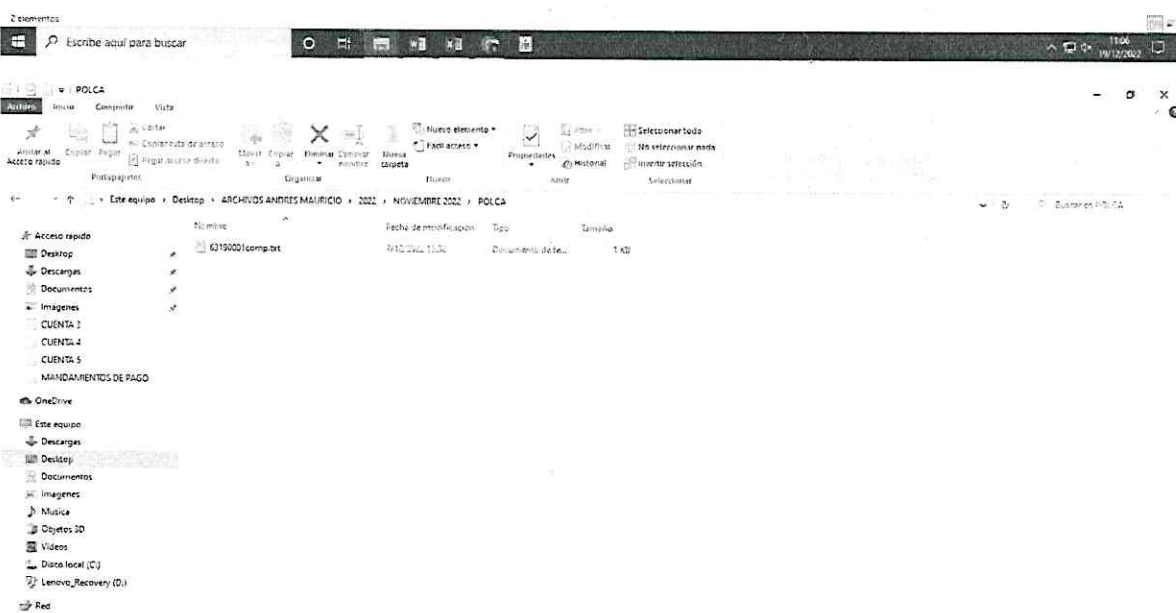 2 elementos
Escribe aquí para buscar
11:06
19/12/2022
POLCA
Archivo Inicio Compartir Vista
Anclar al Acceso rápido
Copiar Pegar
Cortar
Copiar ruta de acceso
Pegar acceso directo
Mover a
Copiar a
Eliminar
Cambiar nombre
Nueva carpeta
Nuevo elemento
Fácil acceso
Propiedades
Abrir
Modificar
Historial
Seleccionar todo
No seleccionar nada
Invertir selección
Portapapeles Organizar Nuevo Abrir Seleccionar
Este equipo > Desktop > ARCHIVOS ANDRES MAURICIO > 2022 > NOVIEMBRE 2022 > POLCA
Buscar en POLCA
Nombre Fecha de modificación Tipo Tamaño
63190001comp.txt Documento de te... 1 KB
Acceso rápido
Desktop
Descargas
Documentos
Imágenes
CUENTA 3
CUENTA 4
CUENTA 5
MANDAMIENTOS DE PAGO
OneDrive
Este equipo
Descargas
Desktop
Documentos
Imágenes
Música
Objetos 3D
Vídeos
Disco local (C:)
Lenovo_Recovery (D:)
Red